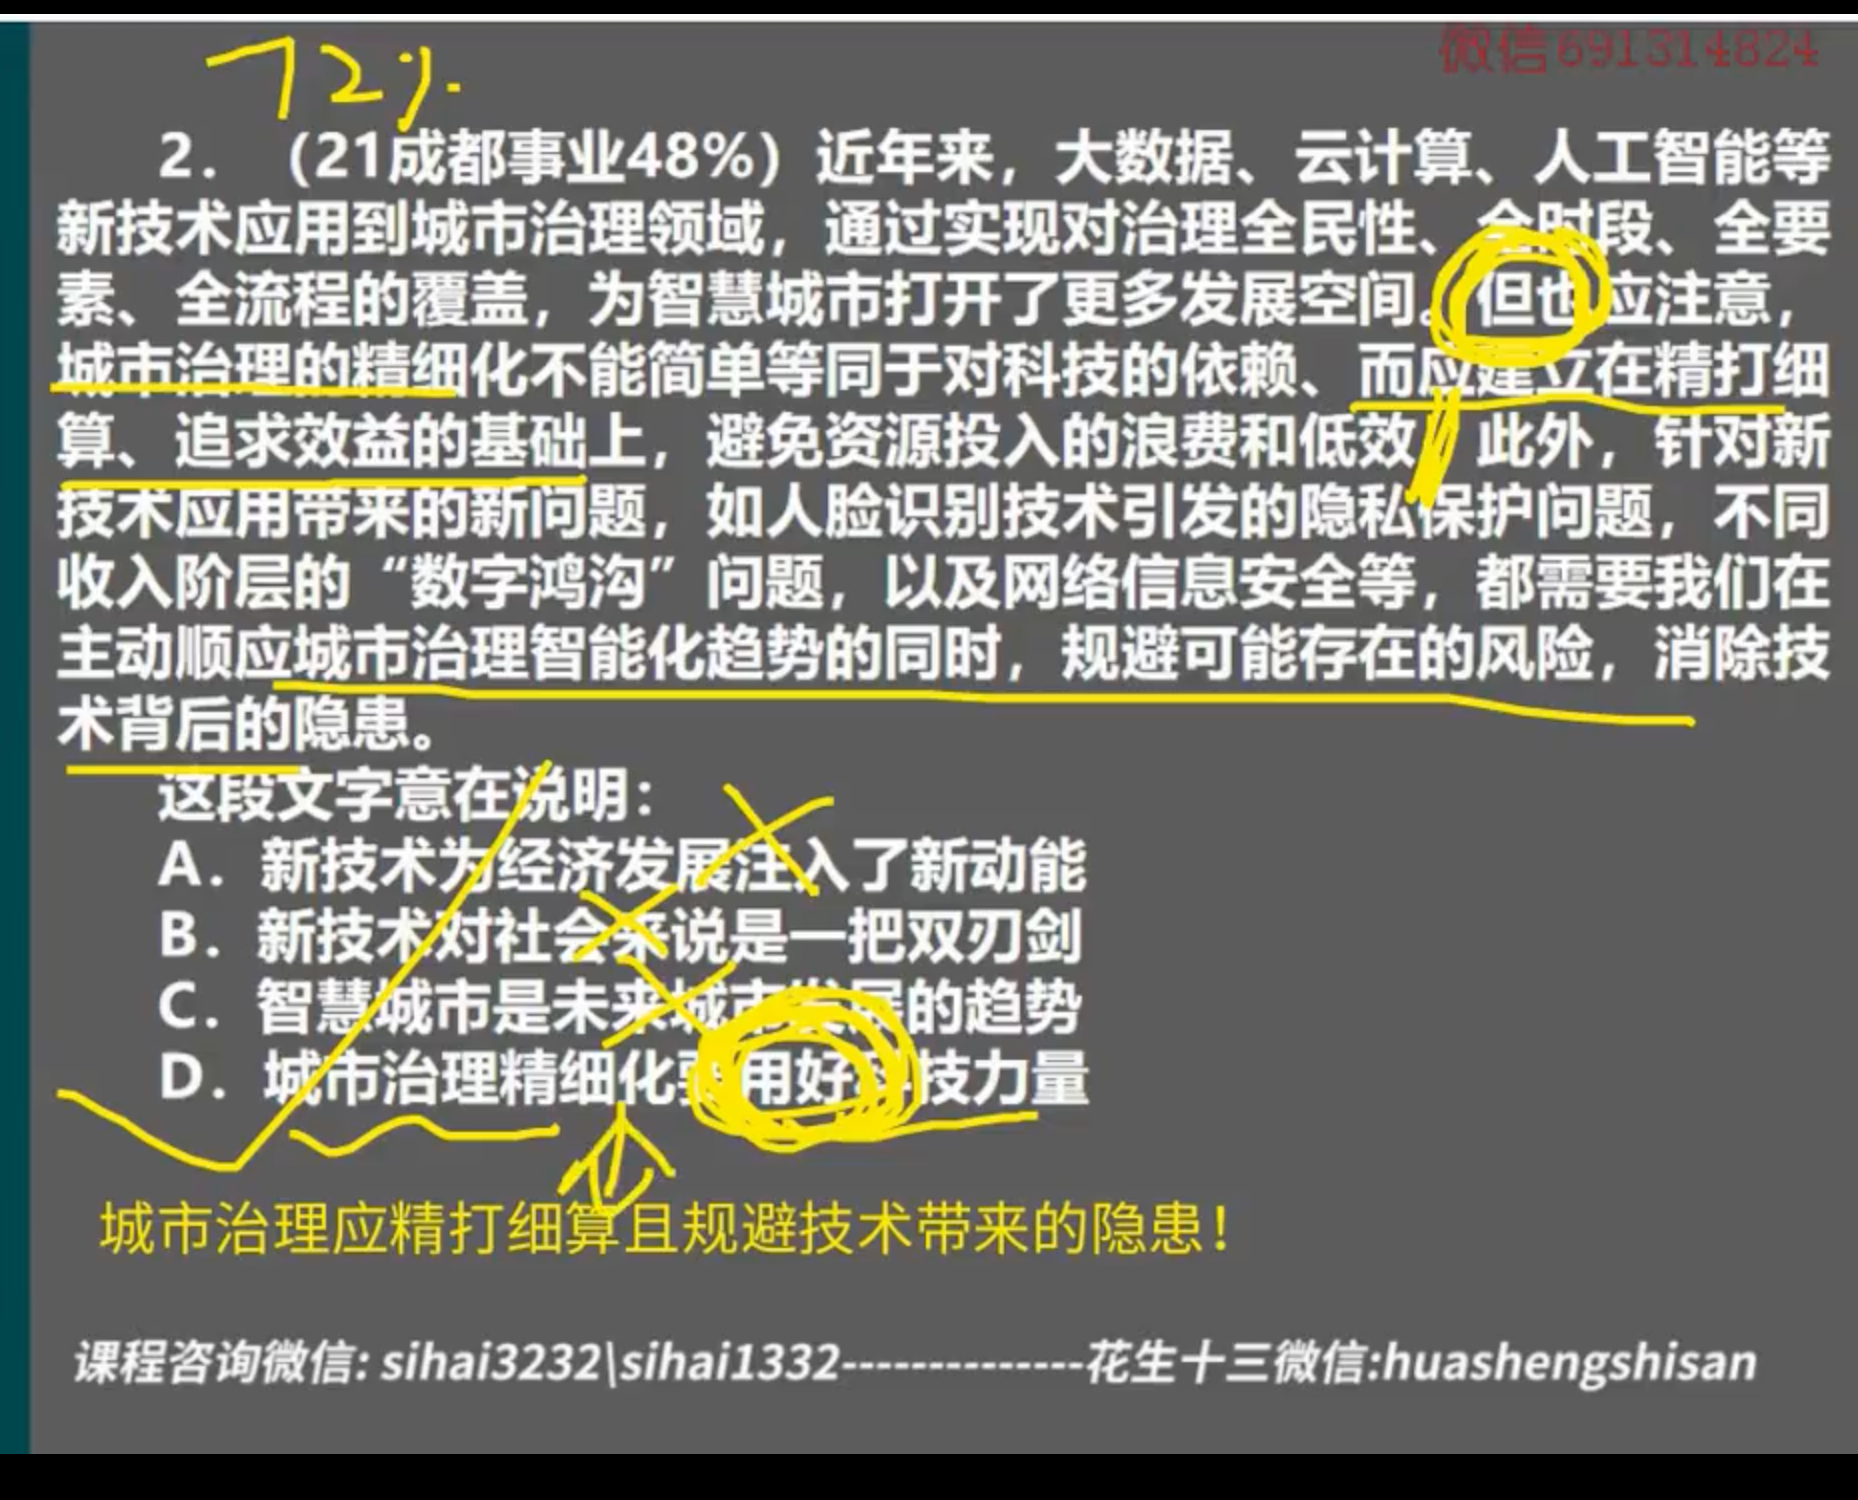 微信691314824
72%.
2. （21成都事业48%）近年来，大数据、云计算、人工智能等
新技术应用到城市治理领域，通过实现对治理全民性、全时段、全要
素、全流程的覆盖，为智慧城市打开了更多发展空间。但也应注意，
城市治理的精细化不能简单等同于对科技的依赖、而应建立在精打细
算、追求效益的基础上，避免资源投入的浪费和低效，此外，针对新
技术应用带来的新问题，如人脸识别技术引发的隐私保护问题，不同
收入阶层的“数字鸿沟”问题，以及网络信息安全等，都需要我们在
主动顺应城市治理智能化趋势的同时，规避可能存在的风险，消除技
术背后的隐患。
这段文字意在说明：
A. 新技术为经济发展注入了新动能
B. 新技术对社会来说是一把双刃剑
C. 智慧城市是未来城市发展的趋势
D. 城市治理精细化要用好科技力量
城市治理应精打细算且规避技术带来的隐患！
课程咨询微信: sihai3232\sihai1332--------------花生十三微信:huashengshisan